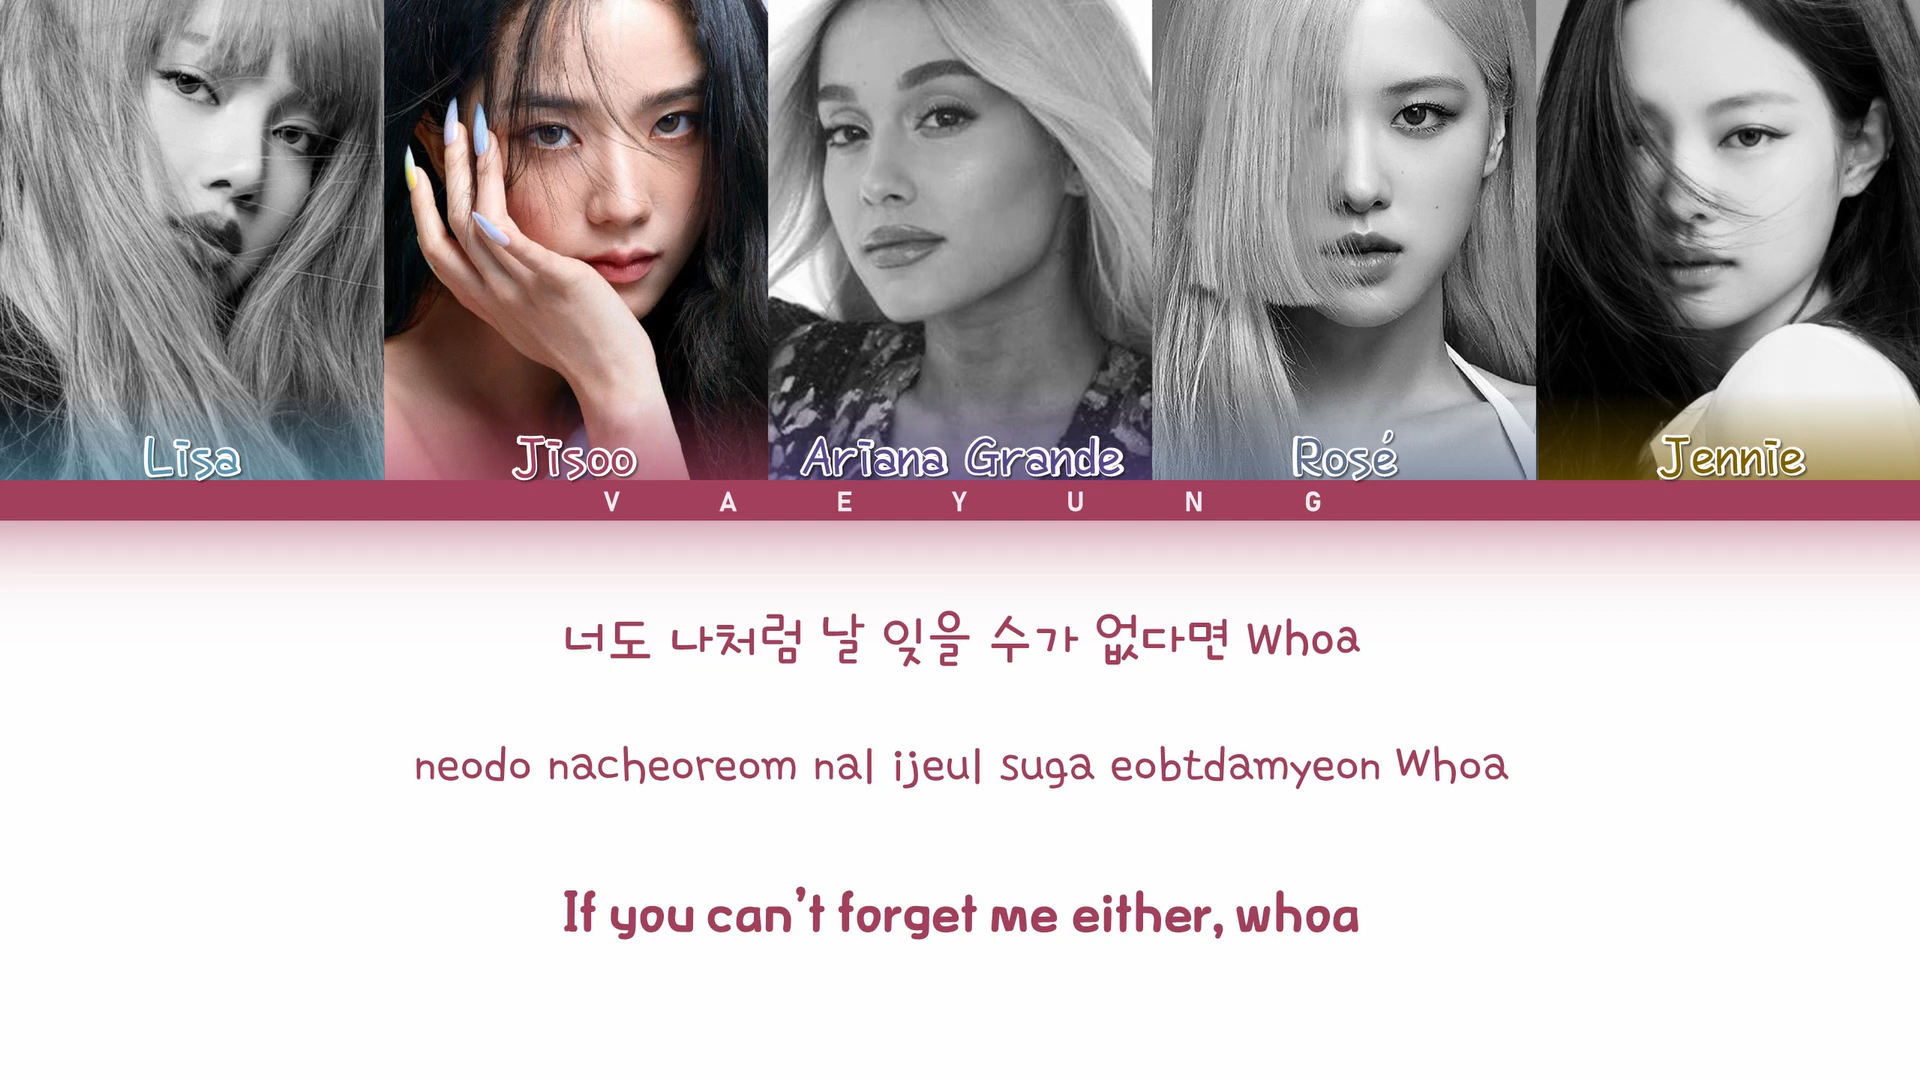 Lisa
Jisoo
Ariana Grande
Rosé
Jennie
VAEYUNG
너도 나처럼 날 잊을 수가 없다면 Whoa
neodo nacheoreom nal ijeul suga eobtdamyeon Whoa
If you can't forget me either, whoa